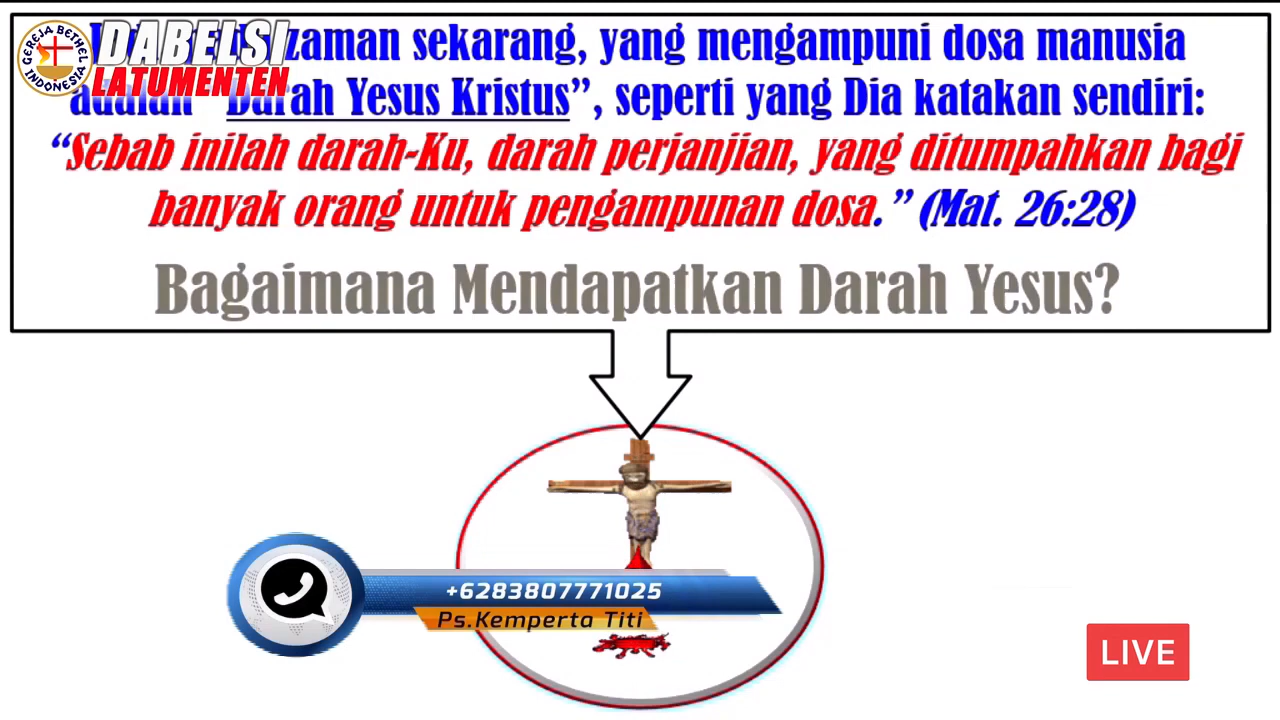 GEREJA BETHEL INDONESIA
DABELSI
LATUMENTEN
zaman sekarang, yang mengampuni dosa manusia
adalah “Darah Yesus Kristus”, seperti yang Dia katakan sendiri:
“Sebab inilah darah-Ku, darah perjanjian, yang ditumpahkan bagi
banyak orang untuk pengampunan dosa.” (Mat. 26:28)
Bagaimana Mendapatkan Darah Yesus?
+6283807771025
Ps.Kemperta Titi
LIVE